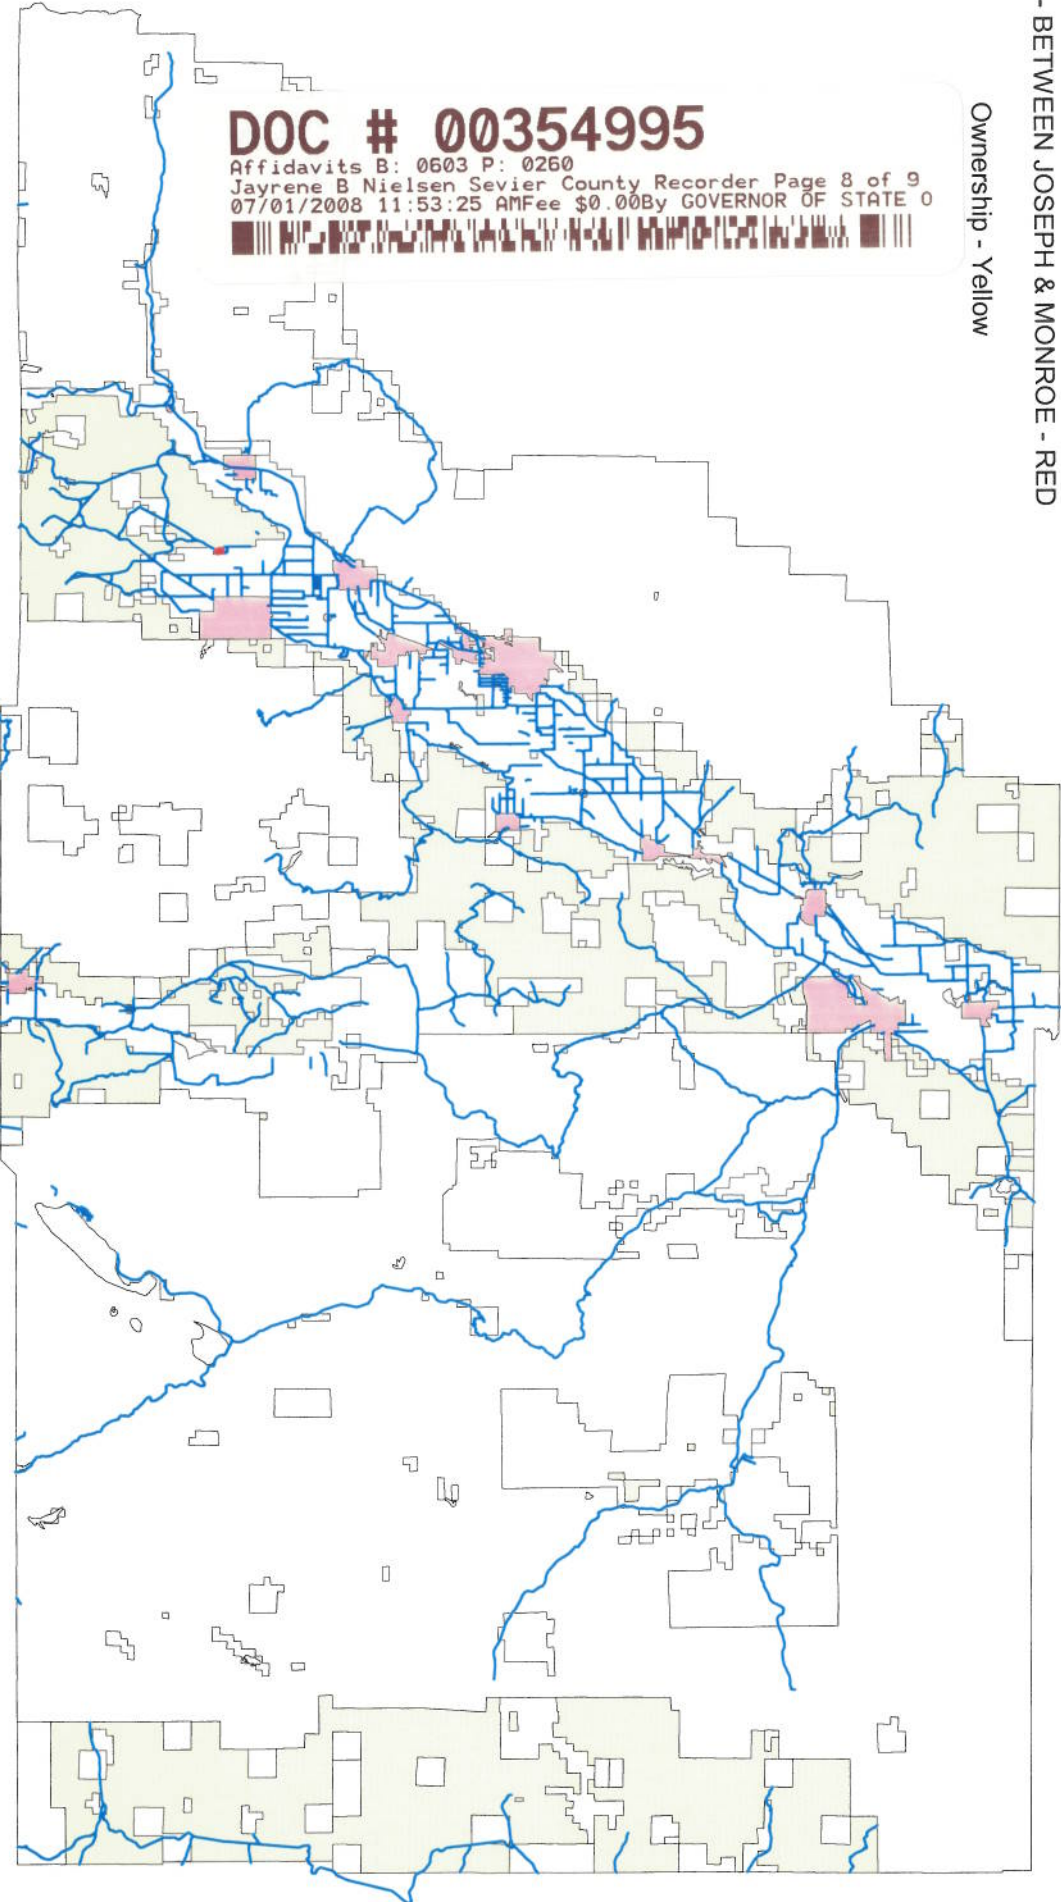 - BETWEEN JOSEPH & MONROE - RED
Ownership - Yellow
DOC # 00354995
Affidavits B: 0603 P: 0260
Jayrene B Nielsen Sevier County Recorder Page 8 of 9
07/01/2008 11:53:25 AMFee $0.00By GOVERNOR OF STATE O